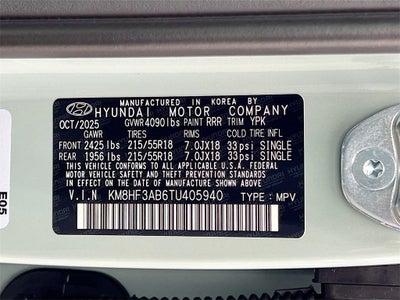 MANUFACTURED IN KOREA BY
HYUNDAI MOTOR COMPANY
OCT/2025 GVWR4090lbs PAINT RRR TRIM YPK
GAWR TIRES RIMS COLD TIRE INFL
FRONT 2425 lbs 215/55R18 7.0JX18 33psi SINGLE
REAR 1956 lbs 215/55R18 7.0JX18 33psi SINGLE
THIS VEHICLE CONFORMS TO ALL APPLICABLE U.S.A FEDERAL
MOTOR VEHICLE SAFETY, BUMPER, AND THEFT PREVENTION STANDARDS
IN EFFECT ON THE DATE OF MANUFACTURE SHOWN ABOVE.
V.I.N KM8HF3AB6TU405940 TYPE: MPV
E05